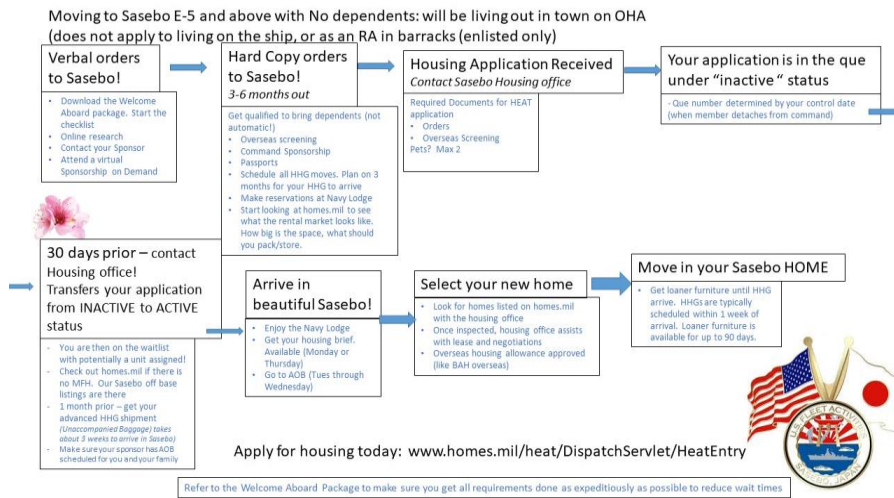 Moving to Sasebo E-5 and above with No dependents: will be living out in town on OHA
(does not apply to living on the ship, or as an RA in barracks (enlisted only)
Verbal orders
to Sasebo!
• Download the Welcome
Aboard package. Start the
checklist
• Online research
• Contact your Sponsor
• Attend a virtual
Sponsorship on Demand
Hard Copy orders
to Sasebo!
3-6 months out
Get qualified to bring dependents (not
automatic!)
• Overseas screening
• Command Sponsorship
• Passports
• Schedule all HHG moves. Plan on 3
months for your HHG to arrive
• Make reservations at Navy Lodge
• Start looking at homes.mil to see
what the rental market looks like.
How big is the space, what should
you pack/store.
Housing Application Received
Contact Sasebo Housing office
Required Documents for HEAT
application
• Orders
• Overseas Screening
Pets? Max 2
Your application is in the que
under "inactive " status
- Que number determined by your control date
(when member detaches from command)
30 days prior – contact
Housing office!
Transfers your application
from INACTIVE to ACTIVE
status
- You are then on the waitlist
with potentially a unit assigned!
- Check out homes.mil if there is
no MFH. Our Sasebo off base
listings are there
- 1 month prior – get your
advanced HHG shipment
(Unaccompanied Baggage) takes
about 3 weeks to arrive in Sasebo)
- Make sure your sponsor has AOB
scheduled for you and your family
Arrive in
beautiful Sasebo!
• Enjoy the Navy Lodge
• Get your housing brief.
Available (Monday or
Thursday)
• Go to AOB (Tues through
Wednesday)
Select your new home
• Look for homes listed on homes.mil
with the housing office
• Once inspected, housing office assists
with lease and negotiations
• Overseas housing allowance approved
(like BAH overseas)
Move in your Sasebo HOME
• Get loaner furniture until HHG
arrive. HHGs are typically
scheduled within 1 week of
arrival. Loaner furniture is
available for up to 90 days.
U.S. FLEET ACTIVITIES
SASEBO, JAPAN
Apply for housing today: www.homes.mil/heat/DispatchServlet/HeatEntry
Refer to the Welcome Aboard Package to make sure you get all requirements done as expeditiously as possible to reduce wait times